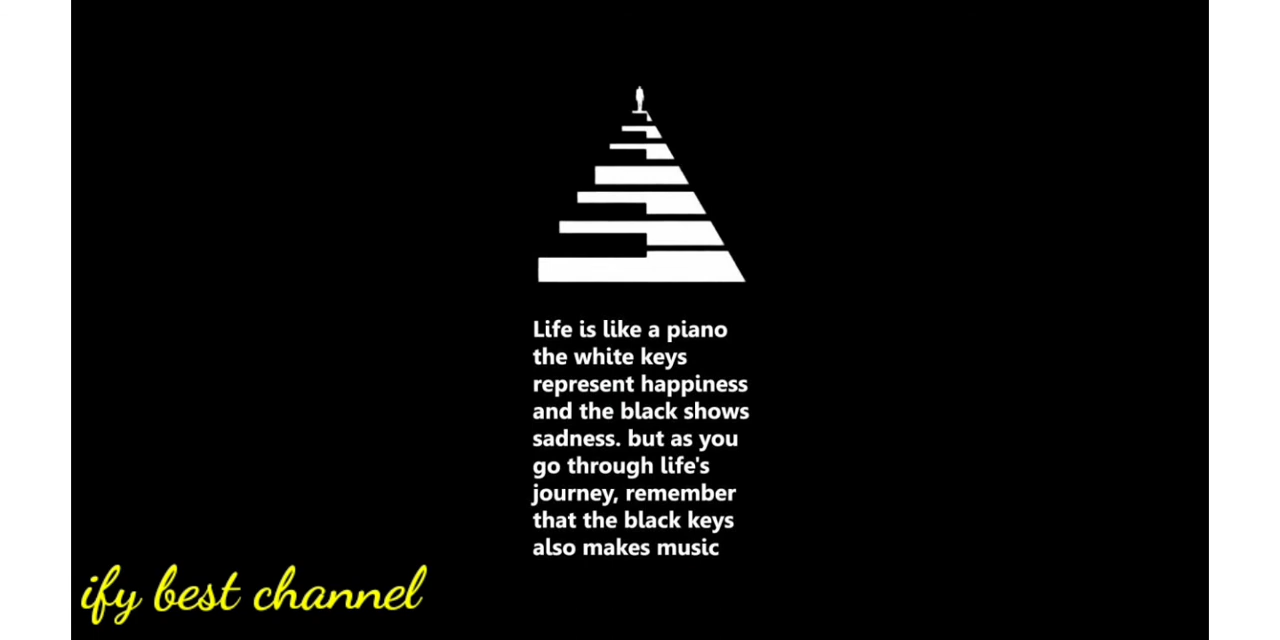 Life is like a piano
the white keys
represent happiness
and the black shows
sadness. but as you
go through life's
journey, remember
that the black keys
also makes music
ify best channel